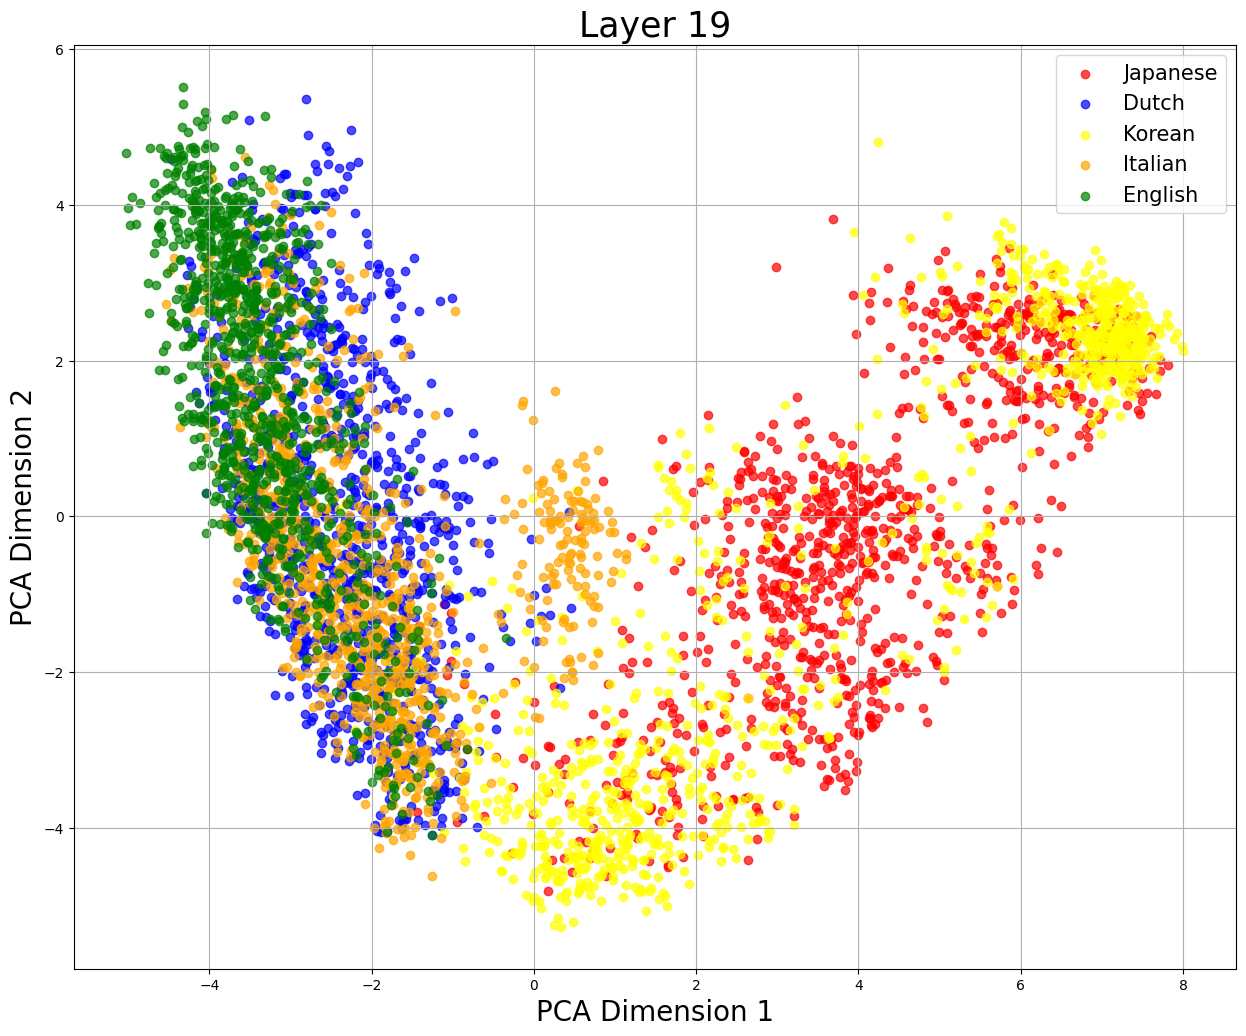 Layer 19
6
4
2
0
−2
−4
PCA Dimension 2
Japanese
Dutch
Korean
Italian
English
−4
−2
0
2
4
6
8
PCA Dimension 1